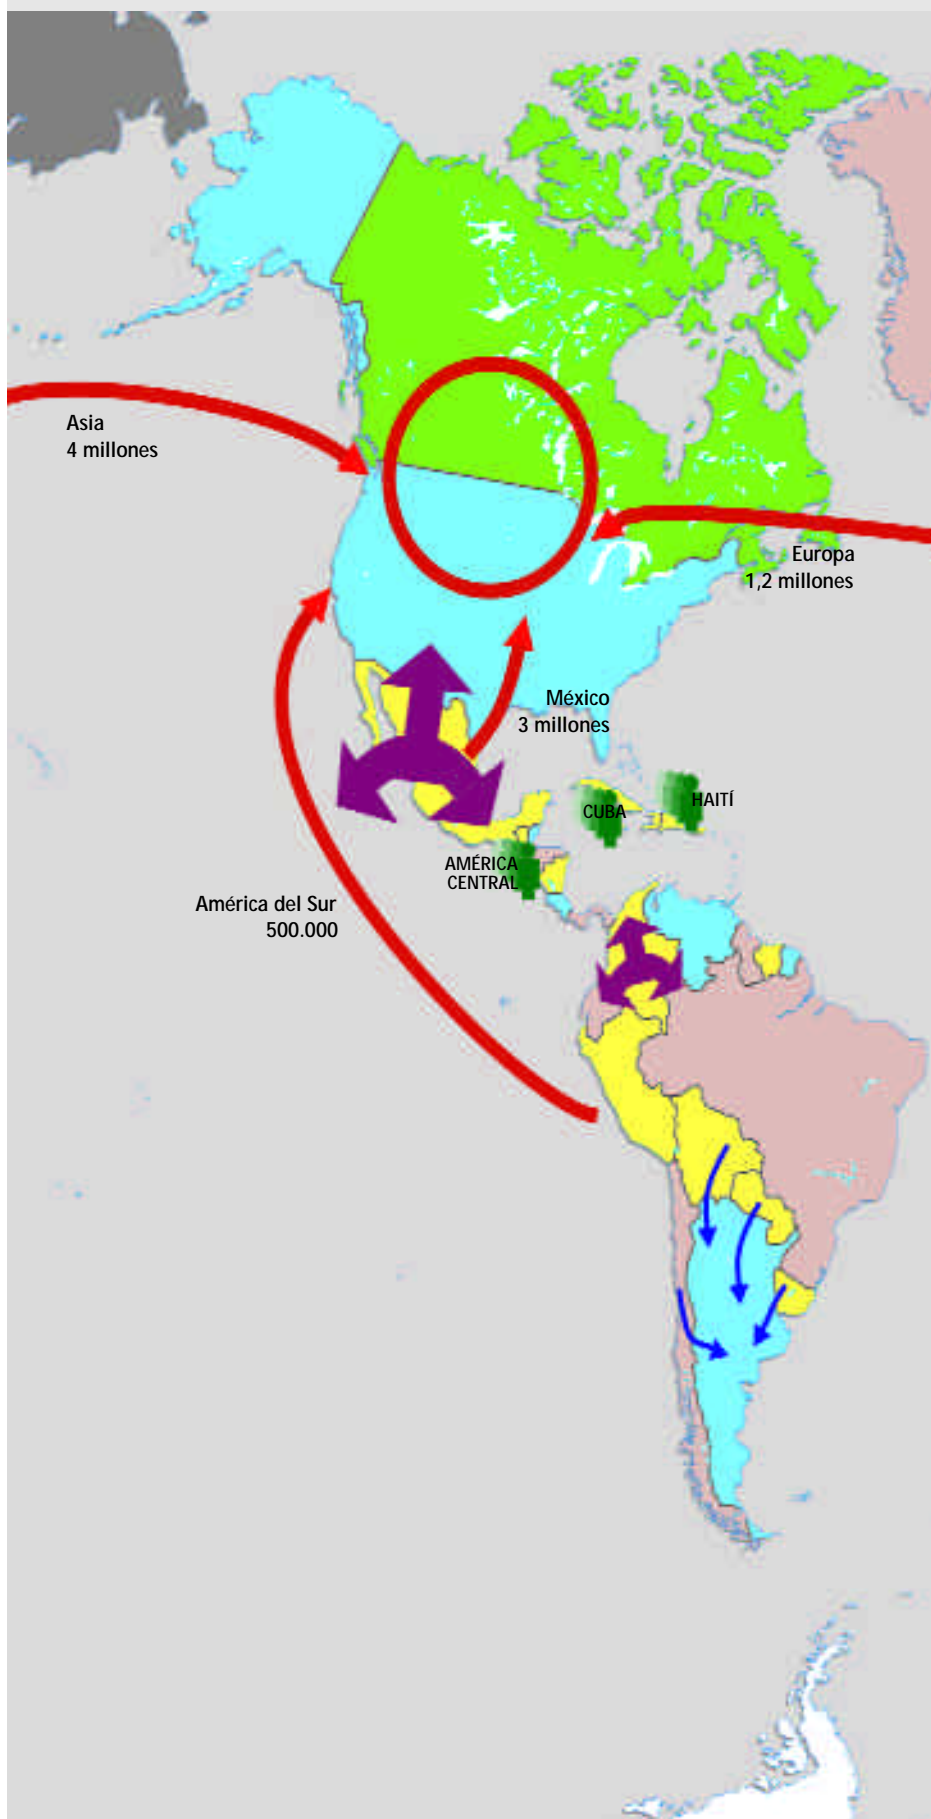 Asia
4 millones
Europa
1,2 millones
México
3 millones
CUBA
HAITÍ
AMÉRICA
CENTRAL
América del Sur
500.000